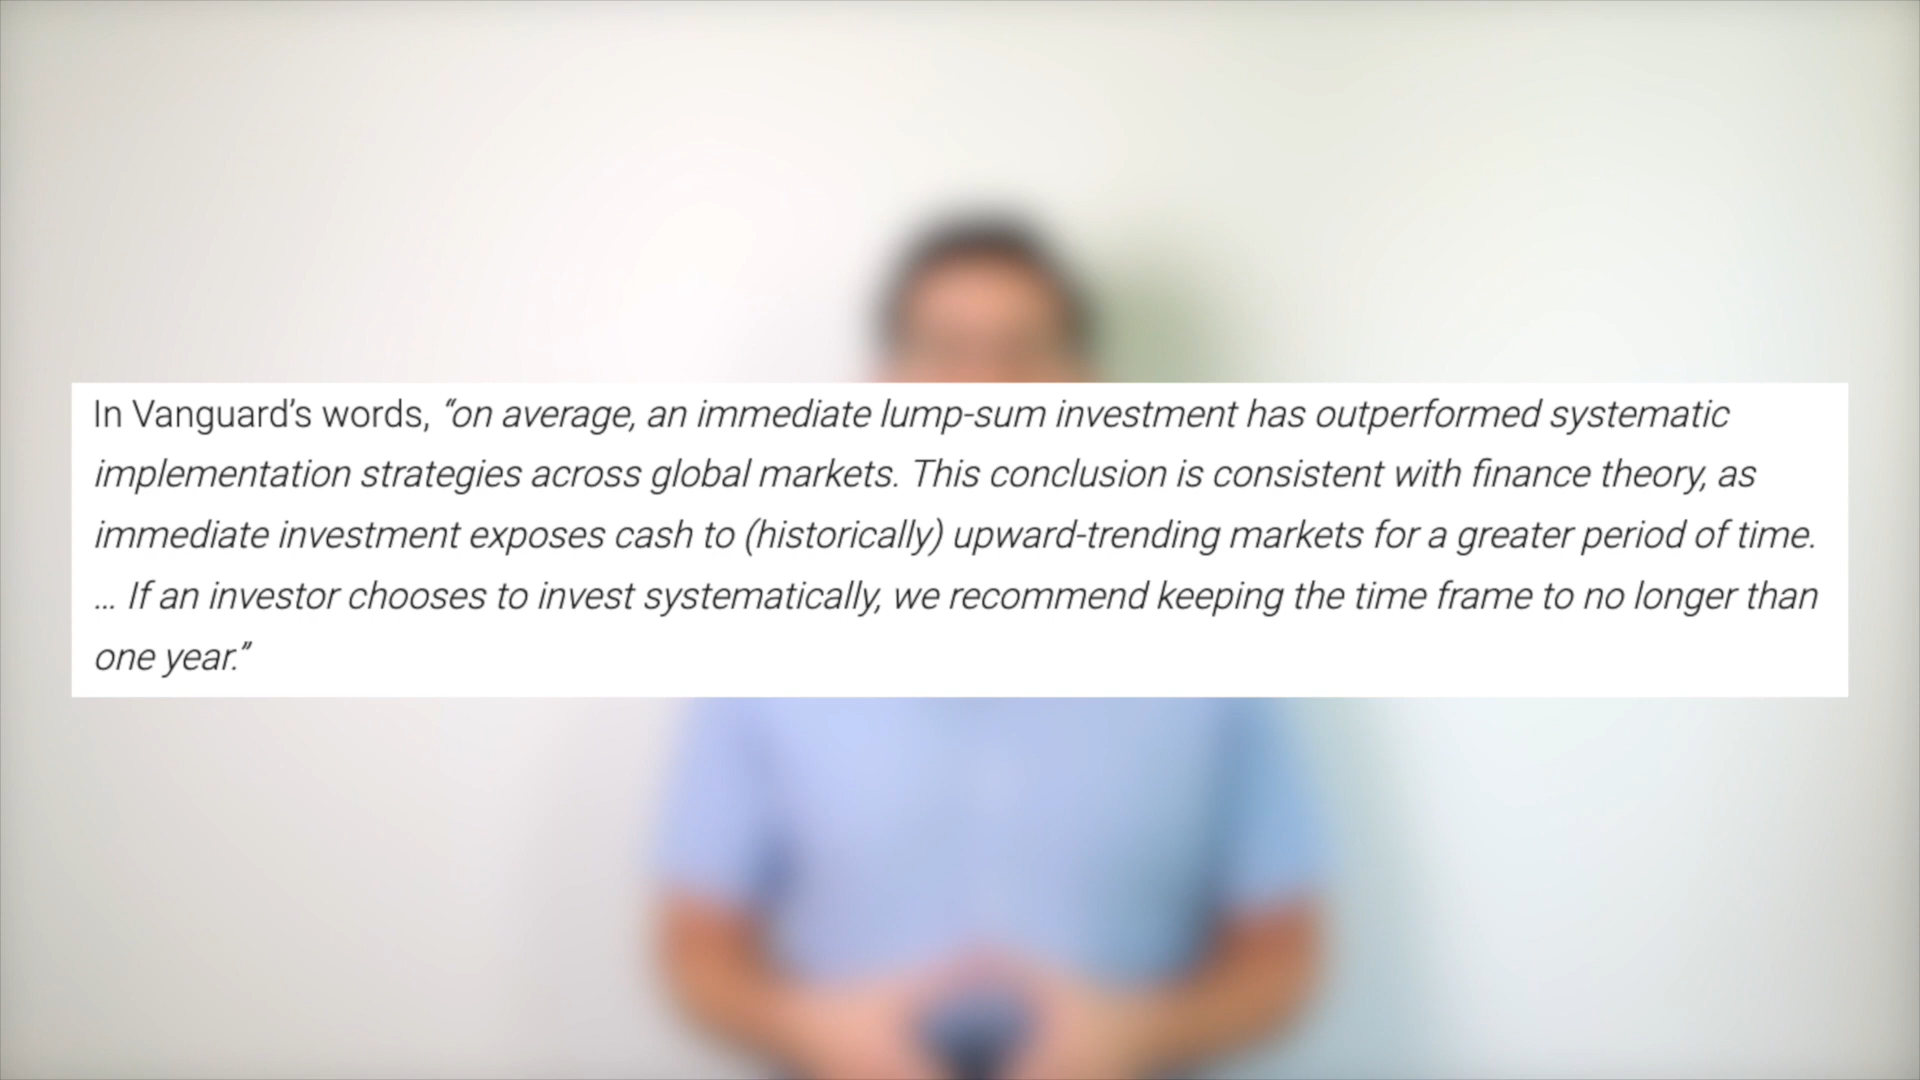 In Vanguard’s words, “on average, an immediate lump-sum investment has outperformed systematic
implementation strategies across global markets. This conclusion is consistent with finance theory, as
immediate investment exposes cash to (historically) upward-trending markets for a greater period of time.
... If an investor chooses to invest systematically, we recommend keeping the time frame to no longer than
one year.”